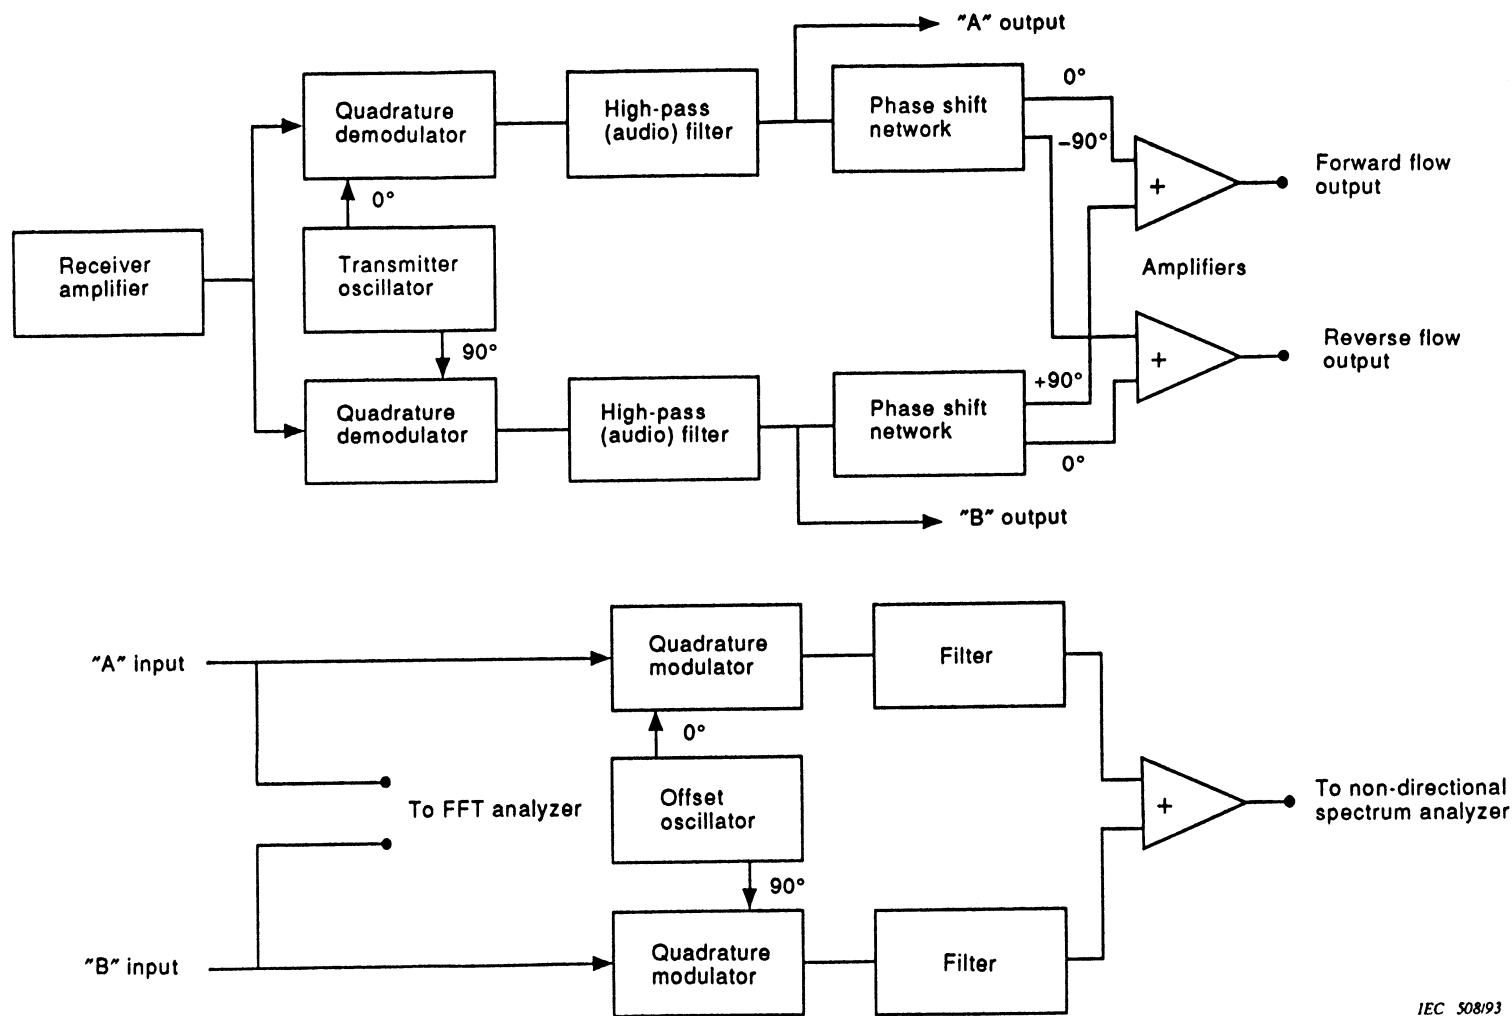 "A" output
Quadrature
demodulator
High-pass
(audio) filter
Phase shift
network
0°
−90°
+
Forward flow
output
0°
Receiver
amplifier
Transmitter
oscillator
Amplifiers
90°
Quadrature
demodulator
High-pass
(audio) filter
Phase shift
network
+90°
0°
+
Reverse flow
output
"B" output
"A" input
Quadrature
modulator
Filter
0°
To FFT analyzer
Offset
oscillator
+
To non-directional
spectrum analyzer
90°
"B" input
Quadrature
modulator
Filter
IEC 508/93